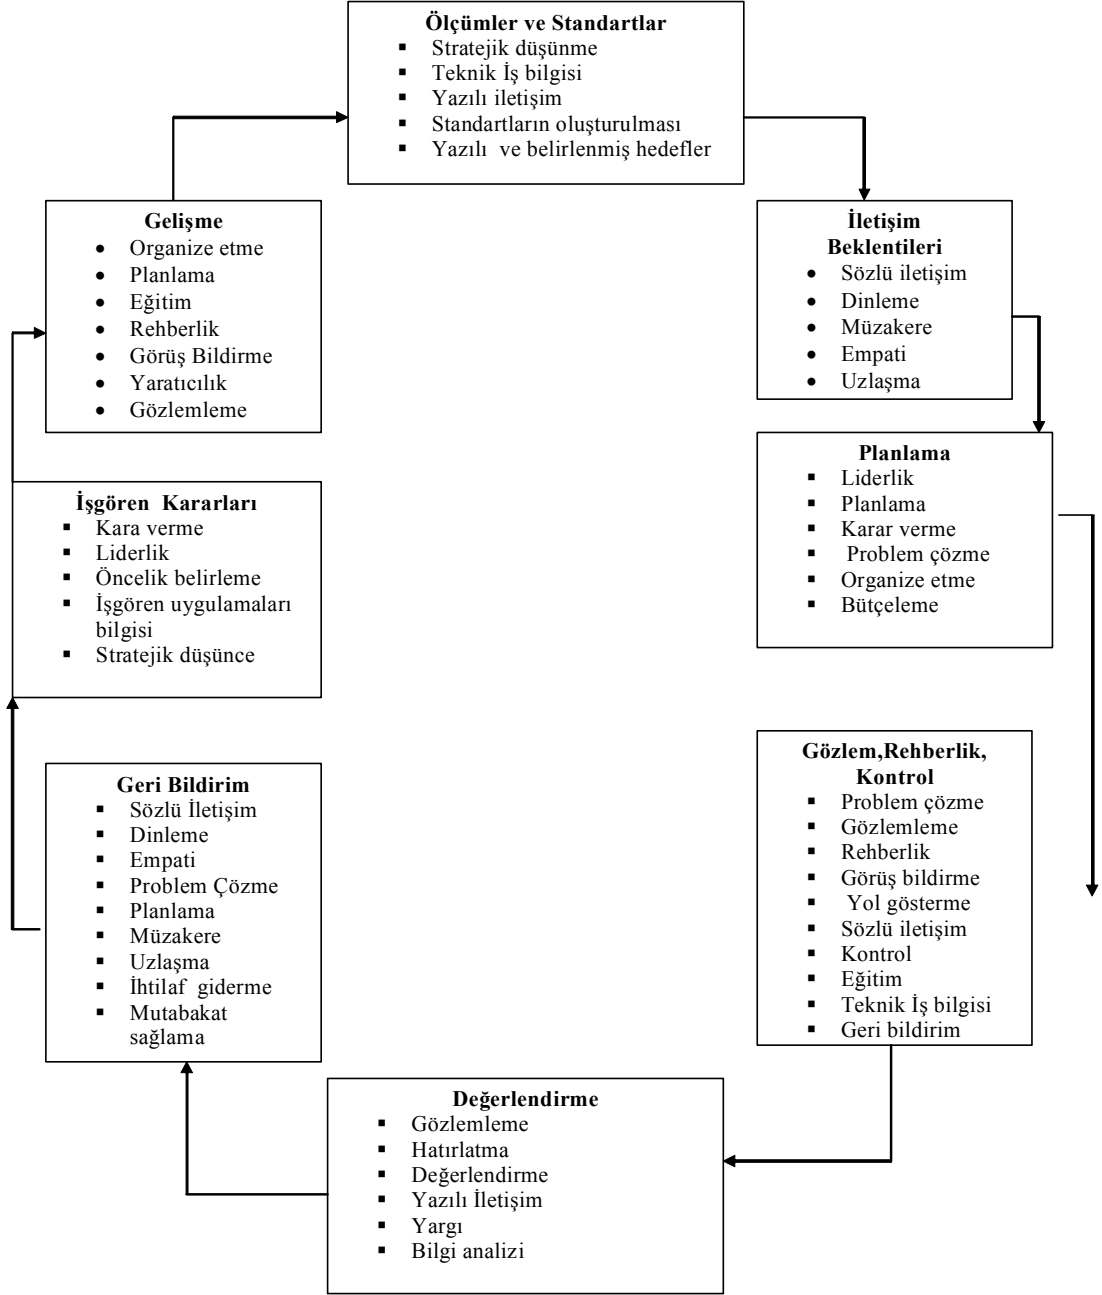 Ölçümler ve Standartlar
▪ Stratejik düşünme
▪ Teknik İş bilgisi
▪ Yazılı iletişim
▪ Standartların oluşturulması
▪ Yazılı ve belirlenmiş hedefler
İletişim
Beklentileri
● Sözlü iletişim
● Dinleme
● Müzakere
● Empati
● Uzlaşma
Planlama
▪ Liderlik
▪ Planlama
▪ Karar verme
▪ Problem çözme
▪ Organize etme
▪ Bütçeleme
Gözlem,Rehberlik,
Kontrol
▪ Problem çözme
▪ Gözlemleme
▪ Rehberlik
▪ Görüş bildirme
▪ Yol gösterme
▪ Sözlü iletişim
▪ Kontrol
▪ Eğitim
▪ Teknik İş bilgisi
▪ Geri bildirim
Değerlendirme
▪ Gözlemleme
▪ Hatırlatma
▪ Değerlendirme
▪ Yazılı İletişim
▪ Yargı
▪ Bilgi analizi
Geri Bildirim
▪ Sözlü İletişim
▪ Dinleme
▪ Empati
▪ Problem Çözme
▪ Planlama
▪ Müzakere
▪ Uzlaşma
▪ İhtilaf giderme
▪ Mutabakat
sağlama
İşgören Kararları
▪ Kara verme
▪ Liderlik
▪ Öncelik belirleme
▪ İşgören uygulamaları
bilgisi
▪ Stratejik düşünce
Gelişme
● Organize etme
● Planlama
● Eğitim
● Rehberlik
● Görüş Bildirme
● Yaratıcılık
● Gözlemleme